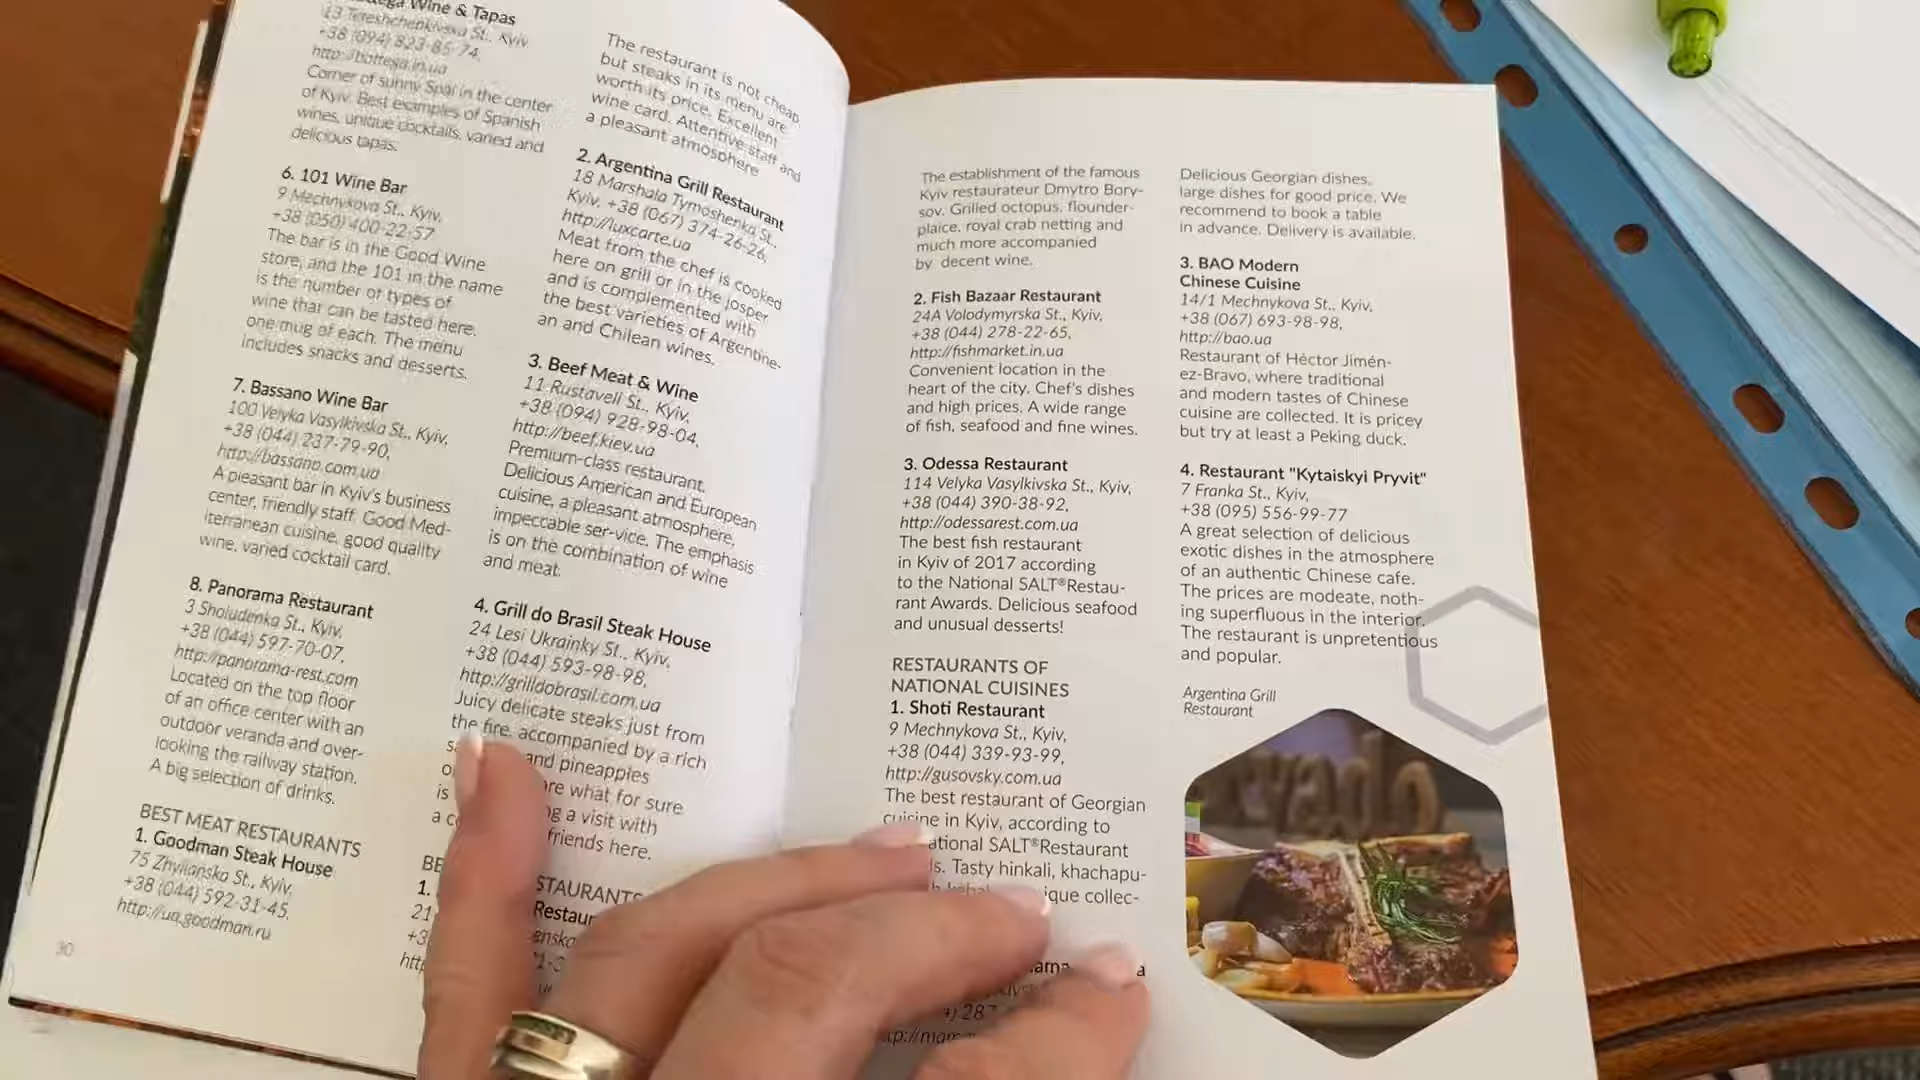 Wine & Tapas
13 Tereshchenkivska St., Kyiv
+38 (094) 823-85-74,
http://bottega.in.ua
Corner of sunny Spai in the center
of Kyiv. Best examples of Spanish
wines, unique cocktails, varied and
delicious tapas.
6. 101 Wine Bar
9 Mechnykova St., Kyiv,
+38 (050) 400-22-57
The bar is in the Good Wine
store, and the 101 in the name
is the number of types of
wine that can be tasted here,
one mug of each. The menu
includes snacks and desserts.
7. Bassano Wine Bar
100 Velyka Vasylkivska St., Kyiv,
+38 (044) 237-79-90,
http://bassano.com.ua
A pleasant bar in Kyiv's business
center, friendly staff. Good Med-
iterranean cuisine, good quality
wine, varied cocktail card.
8. Panorama Restaurant
3 Sholudenka St., Kyiv,
+38 (044) 597-70-07,
http://panorama-rest.com
Located on the top floor
of an office center with an
outdoor veranda and over-
looking the railway station.
A big selection of drinks.
BEST MEAT RESTAURANTS
1. Goodman Steak House
75 Zhylianska St., Kyiv,
+38 (044) 592-31-45,
http://ua.goodman.ru
30
The restaurant is not cheap
but steaks in its menu are
worth its price. Excellent
wine card. Attentive staff and
a pleasant atmosphere
2. Argentina Grill Restaurant
18 Marshala Tymoshenka St.,
Kyiv, +38 (067) 374-26-26,
http://luxcarte.ua
Meat from the chef is cooked
here on grill or in the josper
and is complemented with
the best varieties of Argentine-
an and Chilean wines.
3. Beef Meat & Wine
11 Rustaveli St., Kyiv,
+38 (094) 928-98-04,
http://beef.kiev.ua
Premium-class restaurant.
Delicious American and European
cuisine, a pleasant atmosphere,
impeccable ser-vice. The emphasis
is on the combination of wine
and meat.
4. Grill do Brasil Steak House
24 Lesi Ukrainky St., Kyiv,
+38 (044) 593-98-98,
http://grilldobrasil.com.ua
Juicy delicate steaks just from
the fire, accompanied by a rich
and pineapples
what for sure
is a visit with
a friends here.
1.
21
+3
The establishment of the famous
Kyiv restaurateur Dmytro Bory-
sov. Grilled octopus, flounder-
plaice, royal crab netting and
much more accompanied
by decent wine.
2. Fish Bazaar Restaurant
24A Volodymyrska St., Kyiv,
+38 (044) 278-22-65,
http://fishmarket.in.ua
Convenient location in the
heart of the city. Chef's dishes
and high prices. A wide range
of fish, seafood and fine wines.
3. Odessa Restaurant
114 Velyka Vasylkivska St., Kyiv,
+38 (044) 390-38-92,
http://odessarest.com.ua
The best fish restaurant
in Kyiv of 2017 according
to the National SALT®Restau-
rant Awards. Delicious seafood
and unusual desserts!
RESTAURANTS OF
NATIONAL CUISINES
1. Shoti Restaurant
9 Mechnykova St., Kyiv,
+38 (044) 339-93-99,
http://gusovsky.com.ua
The best restaurant of Georgian
cuisine in Kyiv, according to
SALT®Restaurant
Tasty hinkali, khachapu-
collec-
Delicious Georgian dishes,
large dishes for good price. We
recommend to book a table
in advance. Delivery is available.
3. BAO Modern
Chinese Cuisine
14/1 Mechnykova St., Kyiv,
+38 (067) 693-98-98,
http://bao.ua
Restaurant of Héctor Jimén-
ez-Bravo, where traditional
and modern tastes of Chinese
cuisine are collected. It is pricey
but try at least a Peking duck.
4. Restaurant "Kytaiskyi Pryvit"
7 Franka St., Kyiv,
+38 (095) 556-99-77
A great selection of delicious
exotic dishes in the atmosphere
of an authentic Chinese cafe.
The prices are modeate, noth-
ing superfluous in the interior.
The restaurant is unpretentious
and popular.
Argentina Grill
Restaurant